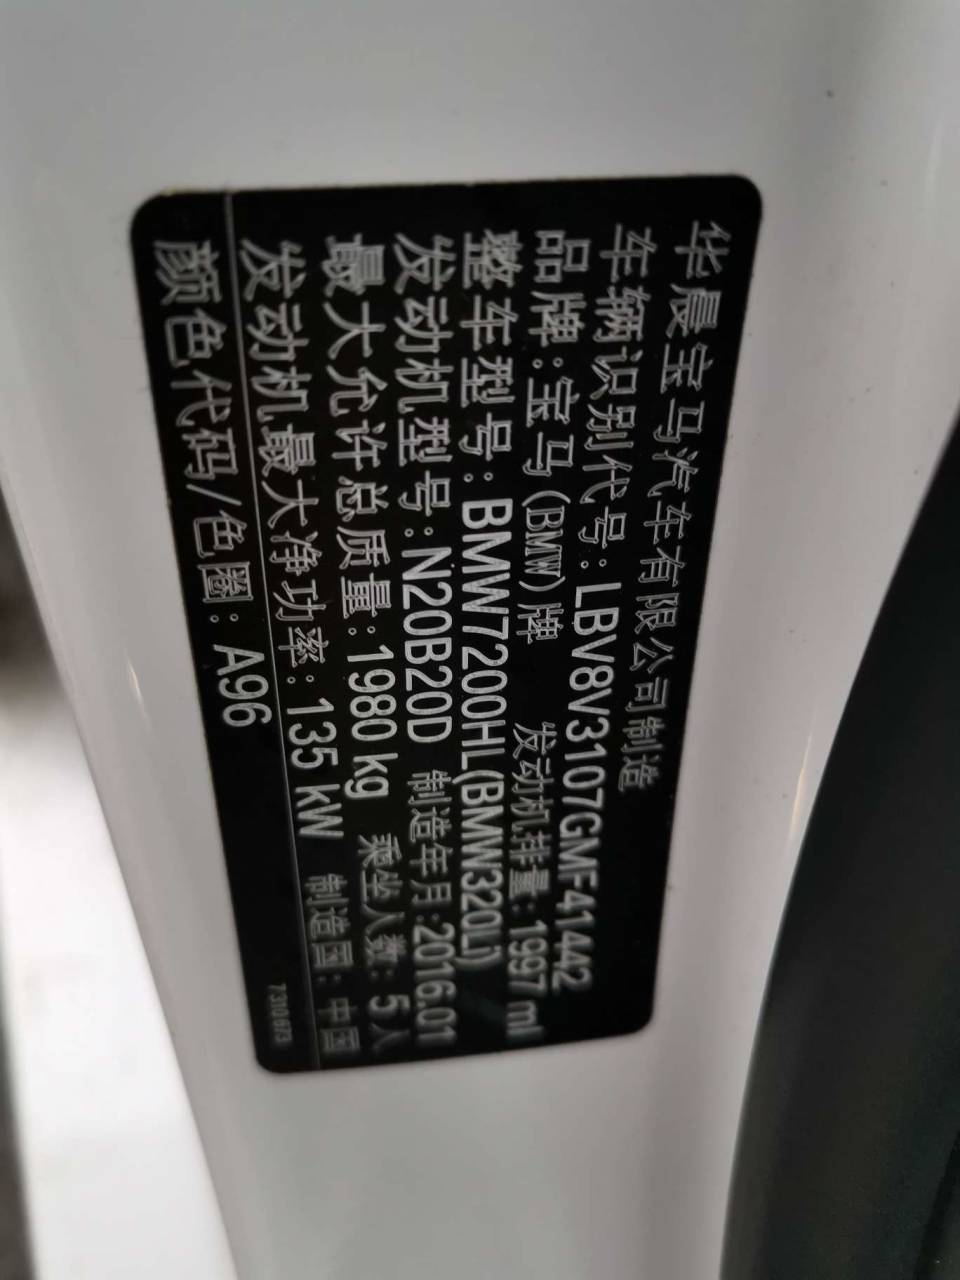 华晨宝马汽车有限公司制造
车辆识别代号:LBV8V3107GMF41442
品牌:宝马(BMW)牌 发动机排量:1997 ml
整车型号:BMW7200HL(BMW320Li)
发动机型号:N20B20D 制造年月:2016.01
最大允许总质量:1980 kg 乘坐人数:5人
发动机最大净功率:135 kW 制造国:中国
颜色代码/色圈:A96 7310673